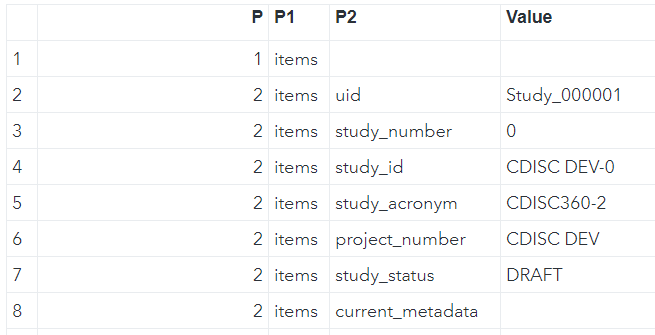 P P1 P2 Value
1 1 items
2 2 items uid Study_000001
3 2 items study_number 0
4 2 items study_id CDISC DEV-0
5 2 items study_acronym CDISC360-2
6 2 items project_number CDISC DEV
7 2 items study_status DRAFT
8 2 items current_metadata